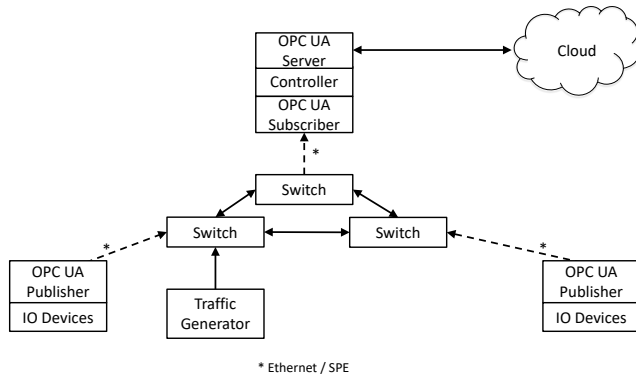 OPC UA
Server
Controller
OPC UA
Subscriber
Cloud
*
Switch
Switch
Switch
*
*
OPC UA
Publisher
IO Devices
Traffic
Generator
OPC UA
Publisher
IO Devices
* Ethernet / SPE